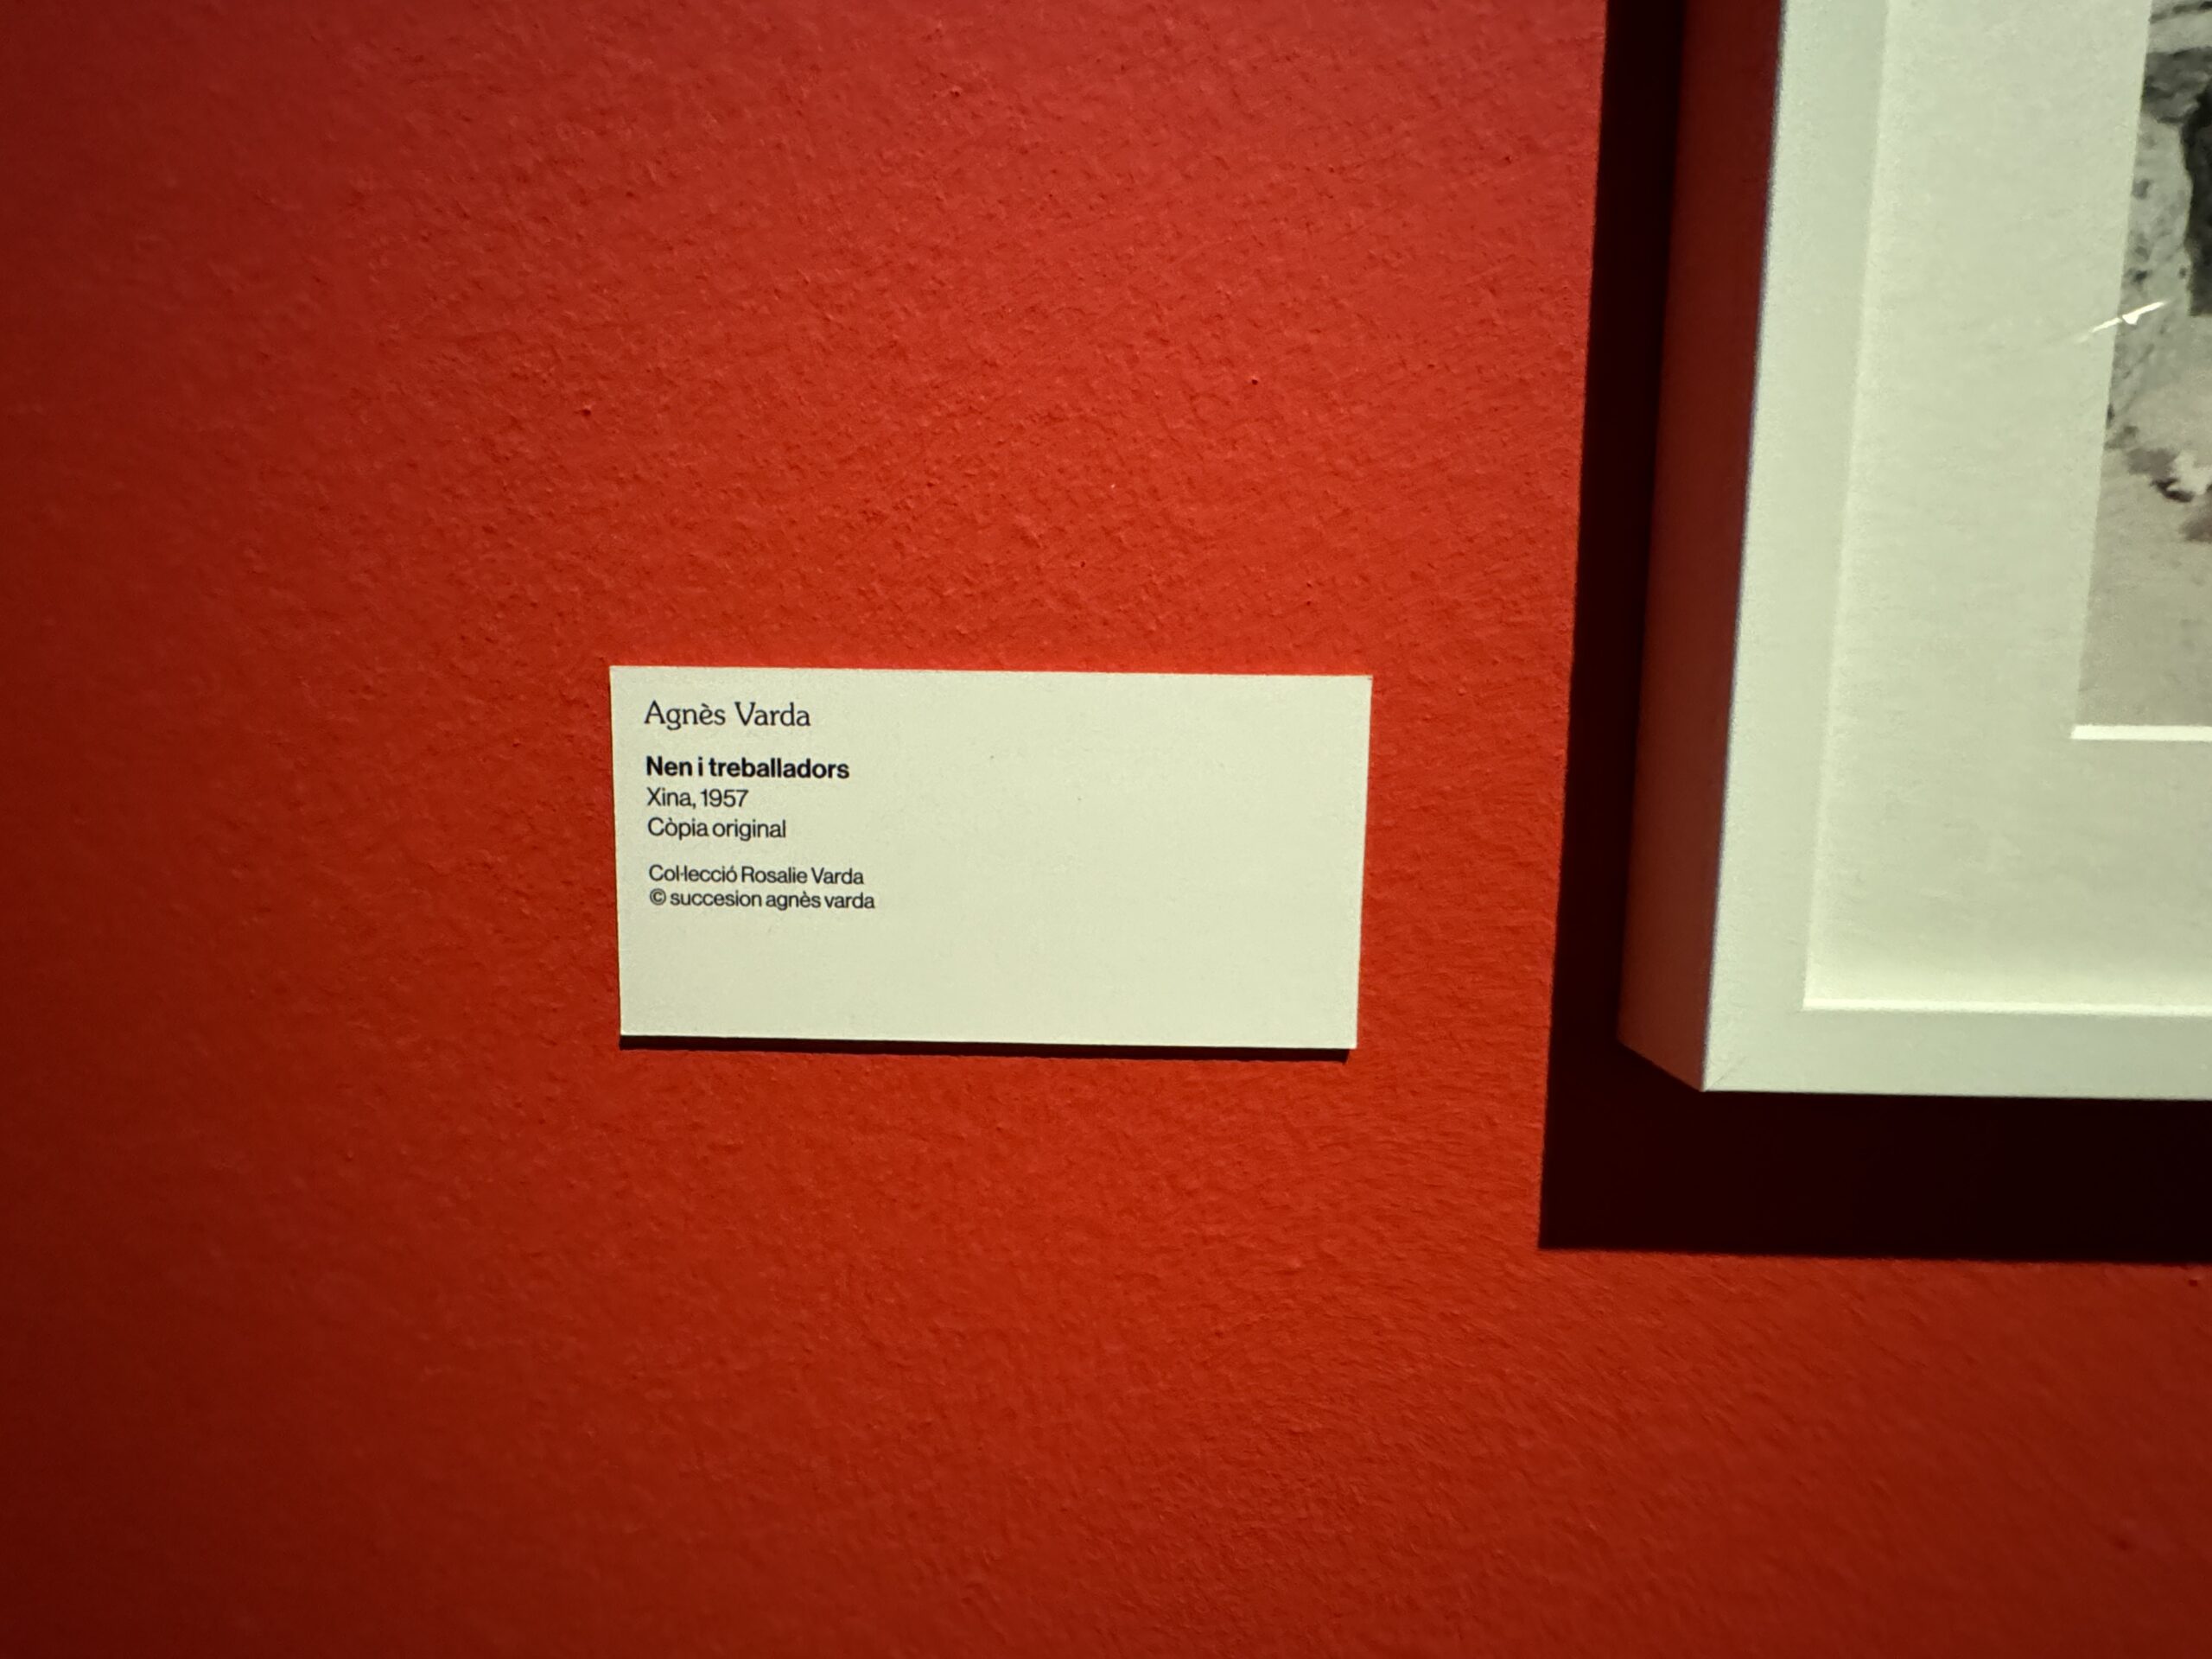 Agnès Varda
Nen i treballadors
Xina, 1957
Còpia original
Col·lecció Rosalie Varda
© succesion agnès varda